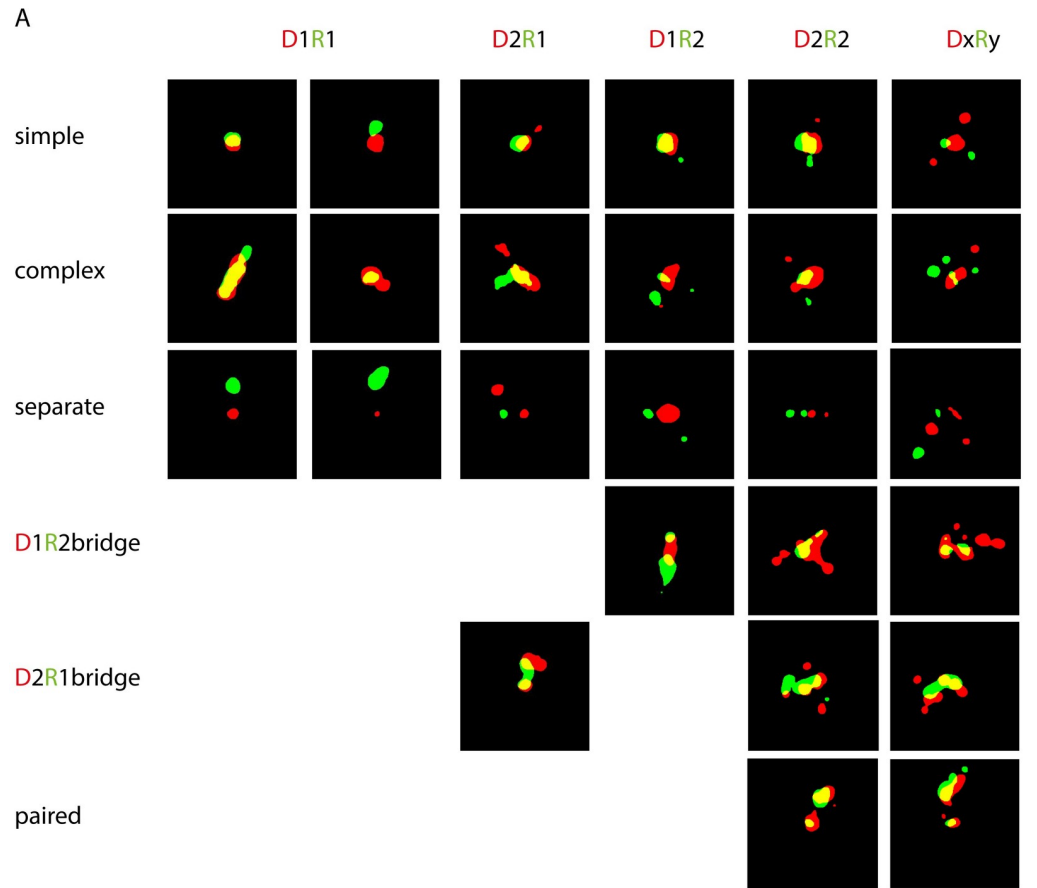 A
D1R1 D2R1 D1R2 D2R2 DxRy
simple
complex
separate
D1R2bridge
D2R1bridge
paired